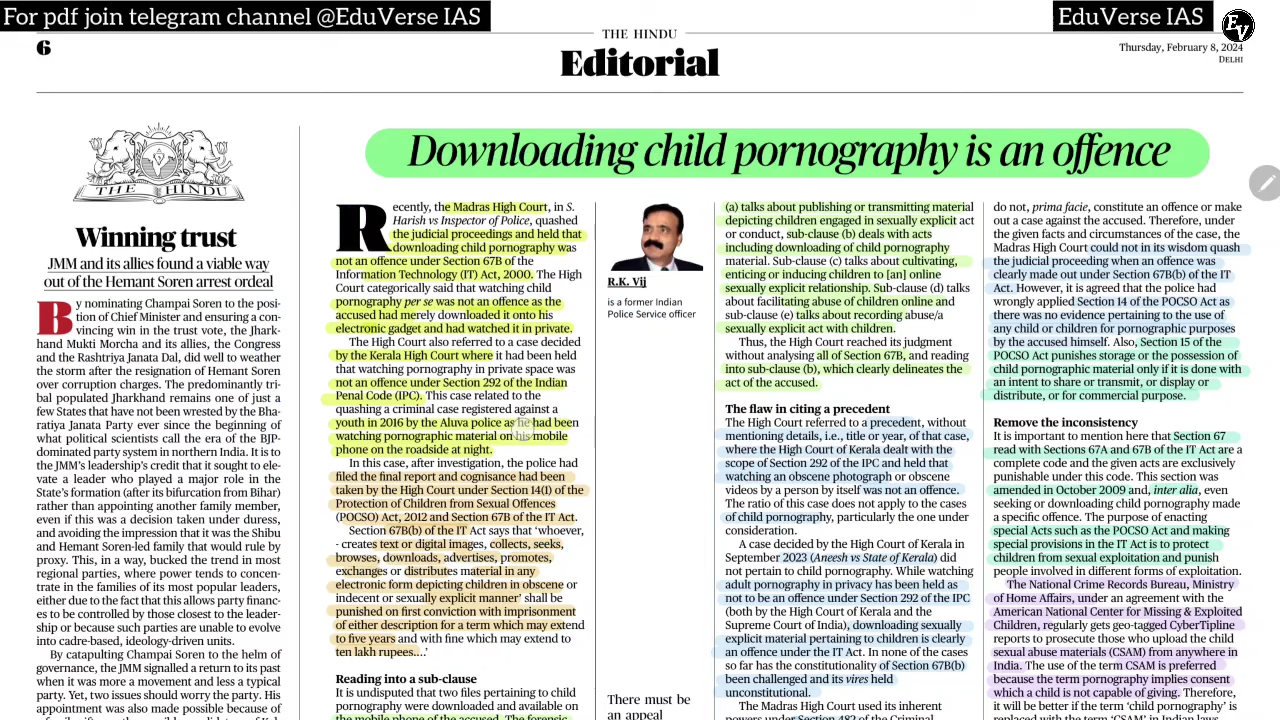 For pdf join telegram channel @EduVerse IAS
EduVerse IAS
EV
6
THE HINDU
Editorial
Thursday, February 8, 2024
DELHI
THE HINDU
Winning trust
JMM and its allies found a viable way
out of the Hemant Soren arrest ordeal
By nominating Champai Soren to the posi-
tion of Chief Minister and ensuring a con-
vincing win in the trust vote, the Jhark-
hand Mukti Morcha and its allies, the Congress
and the Rashtriya Janata Dal, did well to weather
the storm after the resignation of Hemant Soren
over corruption charges. The predominantly tri-
bal populated Jharkhand remains one of just a
few States that have not been wrested by the Bha-
ratiya Janata Party ever since the beginning of
what political scientists call the era of the BJP-
dominated party system in northern India. It is to
the JMM's leadership's credit that it sought to ele-
vate a leader who played a major role in the
State's formation (after its bifurcation from Bihar)
rather than appointing another family member,
even if this was a decision taken under duress,
and avoiding the impression that it was the Shibu
and Hemant Soren-led family that would rule by
proxy. This, in a way, bucked the trend in most
regional parties, where power tends to concen-
trate in the families of its most popular leaders,
either due to the fact that this allows party financ-
es to be controlled by those closest to the leader-
ship or because such parties are unable to evolve
into cadre-based, ideology-driven units.
By catapulting Champai Soren to the helm of
governance, the JMM signalled a return to its past
when it was more a movement and less a typical
party. Yet, two issues should worry the party. His
appointment was also made possible because of
Downloading child pornography is an offence
Recently, the Madras High Court, in S.
Harish vs Inspector of Police, quashed
the judicial proceedings and held that
downloading child pornography was
not an offence under Section 67B of the
Information Technology (IT) Act, 2000. The High
Court categorically said that watching child
pornography per se was not an offence as the
accused had merely downloaded it onto his
electronic gadget and had watched it in private.
The High Court also referred to a case decided
by the Kerala High Court where it had been held
that watching pornography in private space was
not an offence under Section 292 of the Indian
Penal Code (IPC). This case related to the
quashing a criminal case registered against a
youth in 2016 by the Aluva police as he had been
watching pornographic material on his mobile
phone on the roadside at night.
In this case, after investigation, the police had
filed the final report and cognisance had been
taken by the High Court under Section 14(1) of the
Protection of Children from Sexual Offences
(POCSO) Act, 2012 and Section 67B of the IT Act.
Section 67B(b) of the IT Act says that 'whoever,
- creates text or digital images, collects, seeks,
browses, downloads, advertises, promotes,
exchanges or distributes material in any
electronic form depicting children in obscene or
indecent or sexually explicit manner' shall be
punished on first conviction with imprisonment
of either description for a term which may extend
to five years and with fine which may extend to
ten lakh rupees....'
Reading into a sub-clause
It is undisputed that two files pertaining to child
pornography were downloaded and available on
the mobile phone of the accused. The forensic
R.K. Vij
is a former Indian
Police Service officer
There must be
an appeal
(a) talks about publishing or transmitting material
depicting children engaged in sexually explicit act
or conduct, sub-clause (b) deals with acts
including downloading of child pornography
material. Sub-clause (c) talks about cultivating,
enticing or inducing children to [an] online
sexually explicit relationship. Sub-clause (d) talks
about facilitating abuse of children online and
sub-clause (e) talks about recording abuse/a
sexually explicit act with children.
Thus, the High Court reached its judgment
without analysing all of Section 67B, and reading
into sub-clause (b), which clearly delineates the
act of the accused.
The flaw in citing a precedent
The High Court referred to a precedent, without
mentioning details, i.e., title or year, of that case,
where the High Court of Kerala dealt with the
scope of Section 292 of the IPC and held that
watching an obscene photograph or obscene
videos by a person by itself was not an offence.
The ratio of this case does not apply to the cases
of child pornography, particularly the one under
consideration.
A case decided by the High Court of Kerala in
September 2023 (Aneesh vs State of Kerala) did
not pertain to child pornography. While watching
adult pornography in privacy has been held as
not to be an offence under Section 292 of the IPC
(both by the High Court of Kerala and the
Supreme Court of India), downloading sexually
explicit material pertaining to children is clearly
an offence under the IT Act. In none of the cases
so far has the constitutionality of Section 67B(b)
been challenged and its vires held
unconstitutional.
The Madras High Court used its inherent
powers under Section 482 of the Criminal
do not, prima facie, constitute an offence or make
out a case against the accused. Therefore, under
the given facts and circumstances of the case, the
Madras High Court could not in its wisdom quash
the judicial proceeding when an offence was
clearly made out under Section 67B(b) of the IT
Act. However, it is agreed that the police had
wrongly applied Section 14 of the POCSO Act as
there was no evidence pertaining to the use of
any child or children for pornographic purposes
by the accused himself. Also, Section 15 of the
POCSO Act punishes storage or the possession of
child pornographic material only if it is done with
an intent to share or transmit, or display or
distribute, or for commercial purpose.
Remove the inconsistency
It is important to mention here that Section 67
read with Sections 67A and 67B of the IT Act are a
complete code and the given acts are exclusively
punishable under this code. This section was
amended in October 2009 and, inter alia, even
seeking or downloading child pornography made
a specific offence. The purpose of enacting
special Acts such as the POCSO Act and making
special provisions in the IT Act is to protect
children from sexual exploitation and punish
people involved in different forms of exploitation.
The National Crime Records Bureau, Ministry
of Home Affairs, under an agreement with the
American National Center for Missing & Exploited
Children, regularly gets geo-tagged CyberTipline
reports to prosecute those who upload the child
sexual abuse materials (CSAM) from anywhere in
India. The use of the term CSAM is preferred
because the term pornography implies consent
which a child is not capable of giving. Therefore,
it will be better if the term 'child pornography' is
replaced with the term 'CSAM' in Indian laws